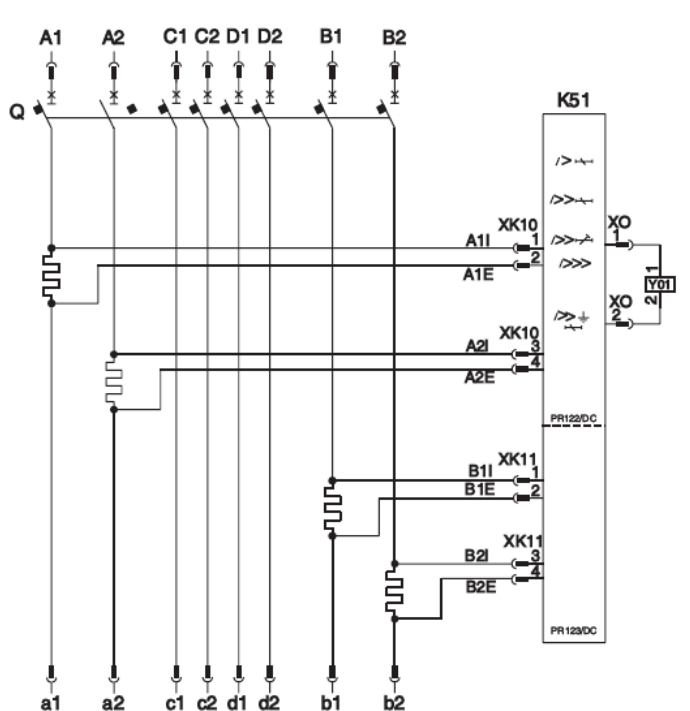 A1 A2 C1 C2 D1 D2 B1 B2
Q
K51
XK10
XO
A1I 1 1
A1E 2
1
Y01
2
XO
2
XK10
A2I 3
A2E 4
PR122/DC
XK11
B1I 1
B1E 2
XK11
B2I 3
B2E 4
PR123/DC
a1 a2 c1 c2 d1 d2 b1 b2